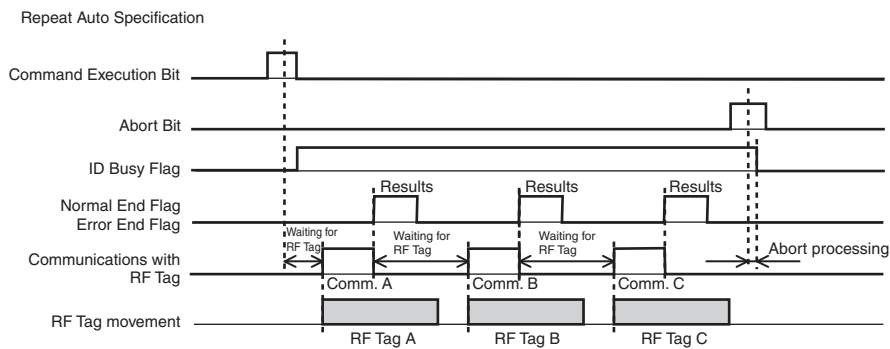 Repeat Auto Specification
Command Execution Bit
Abort Bit
ID Busy Flag
Normal End Flag
Error End Flag
Results
Results
Results
Waiting for
RF Tag
Waiting for
RF Tag
Waiting for
RF Tag
Communications with
RF Tag
Abort processing
Comm. A
Comm. B
Comm. C
RF Tag movement
RF Tag A
RF Tag B
RF Tag C